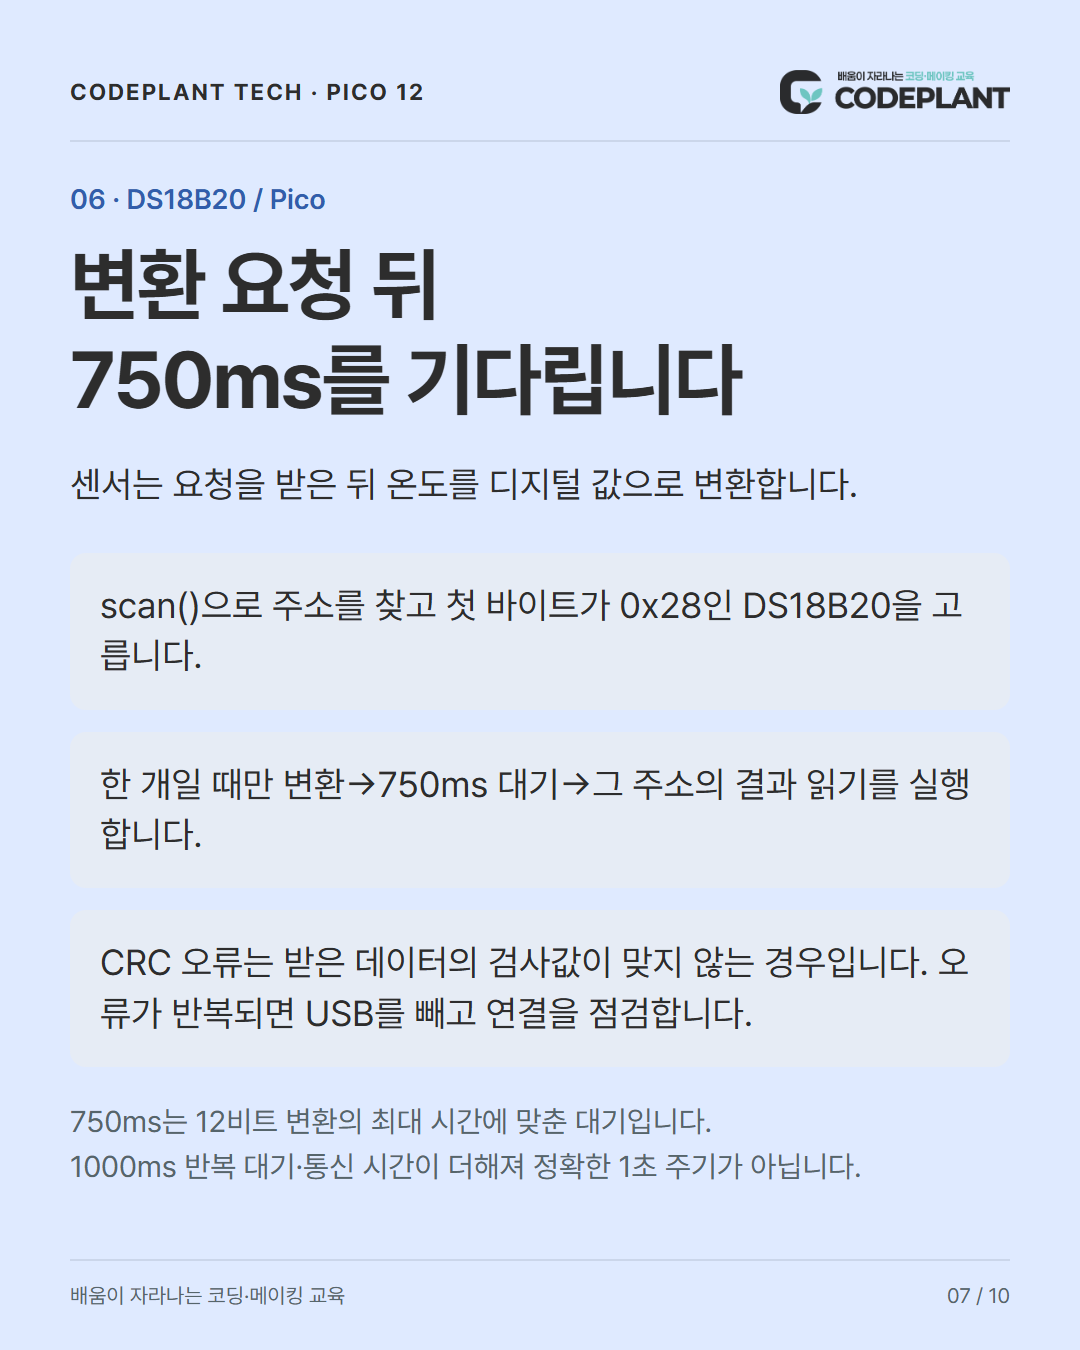 CODEPLANT TECH · PICO 12
배움이 자라나는 코딩·메이킹 교육
CODEPLANT
06 · DS18B20 / Pico
변환 요청 뒤
750ms를 기다립니다
센서는 요청을 받은 뒤 온도를 디지털 값으로 변환합니다.
scan()으로 주소를 찾고 첫 바이트가 0x28인 DS18B20을 고
릅니다.
한 개일 때만 변환→750ms 대기→그 주소의 결과 읽기를 실행
합니다.
CRC 오류는 받은 데이터의 검사값이 맞지 않는 경우입니다. 오
류가 반복되면 USB를 빼고 연결을 점검합니다.
750ms는 12비트 변환의 최대 시간에 맞춘 대기입니다.
1000ms 반복 대기·통신 시간이 더해져 정확한 1초 주기가 아닙니다.
배움이 자라나는 코딩·메이킹 교육
07 / 10